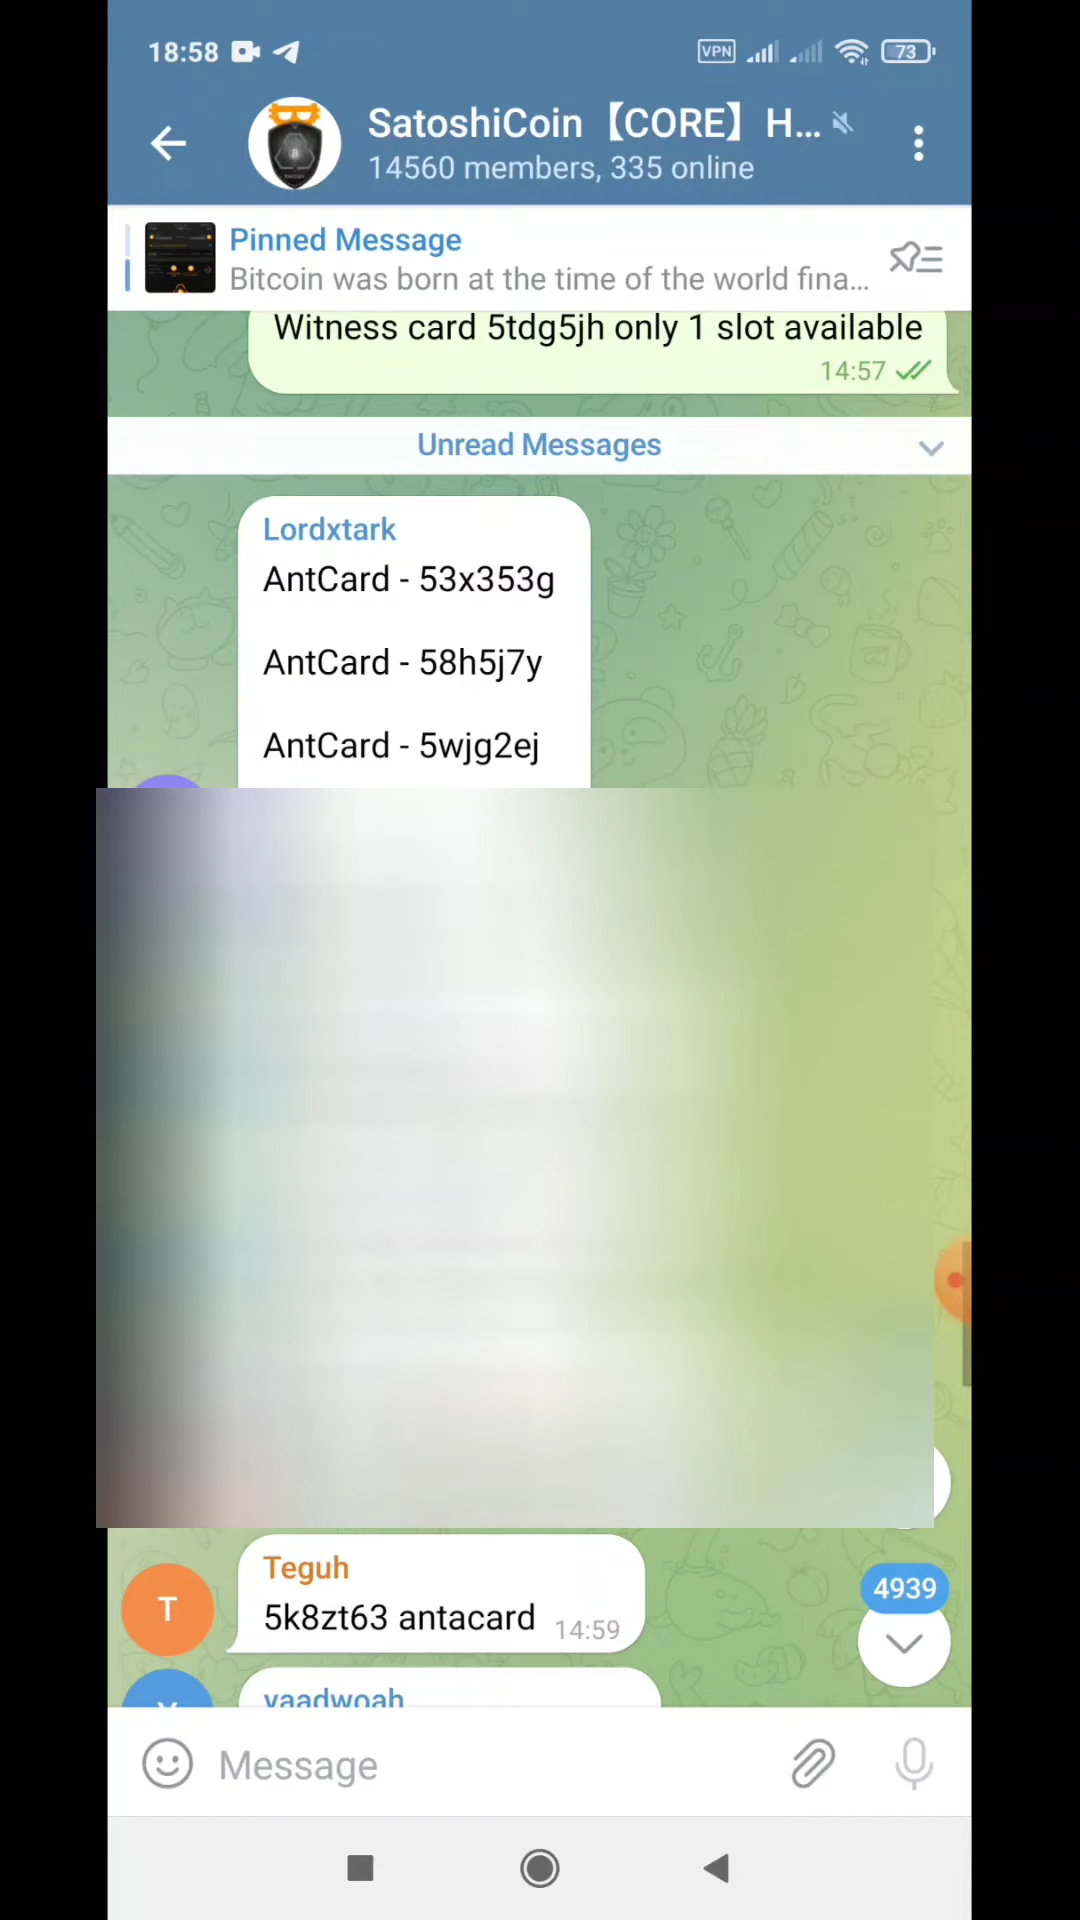 18:58
VPN
73
SatoshiCoin【CORE】H...
14560 members, 335 online
Pinned Message
Bitcoin was born at the time of the world fina...
Witness card 5tdg5jh only 1 slot available
14:57
Unread Messages
Lordxtark
AntCard - 53x353g
AntCard - 58h5j7y
AntCard - 5wjg2ej
Teguh
T
5k8zt63 antacard 14:59
4939
yaadwoah
Message